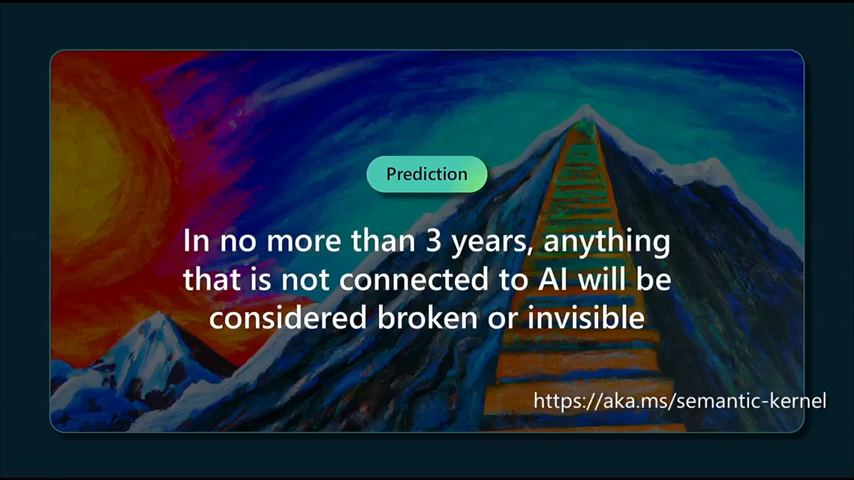 Prediction
In no more than 3 years, anything
that is not connected to AI will be
considered broken or invisible
https://aka.ms/semantic-kernel